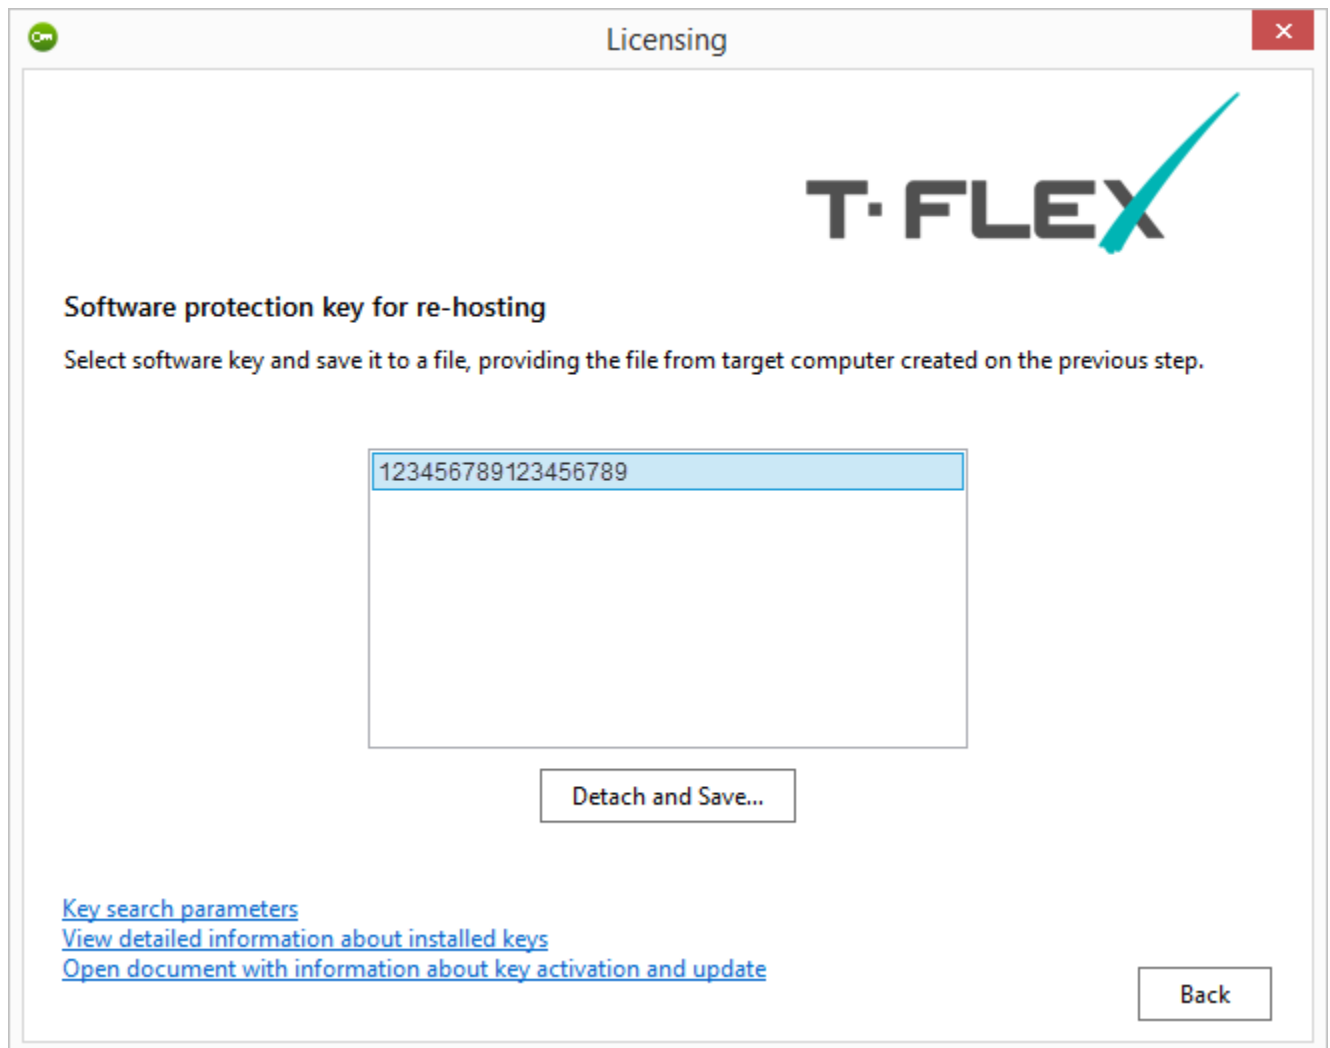 Licensing
T-FLEX
Software protection key for re-hosting
Select software key and save it to a file, providing the file from target computer created on the previous step.
123456789123456789
Detach and Save...
Key search parameters
View detailed information about installed keys
Open document with information about key activation and update
Back